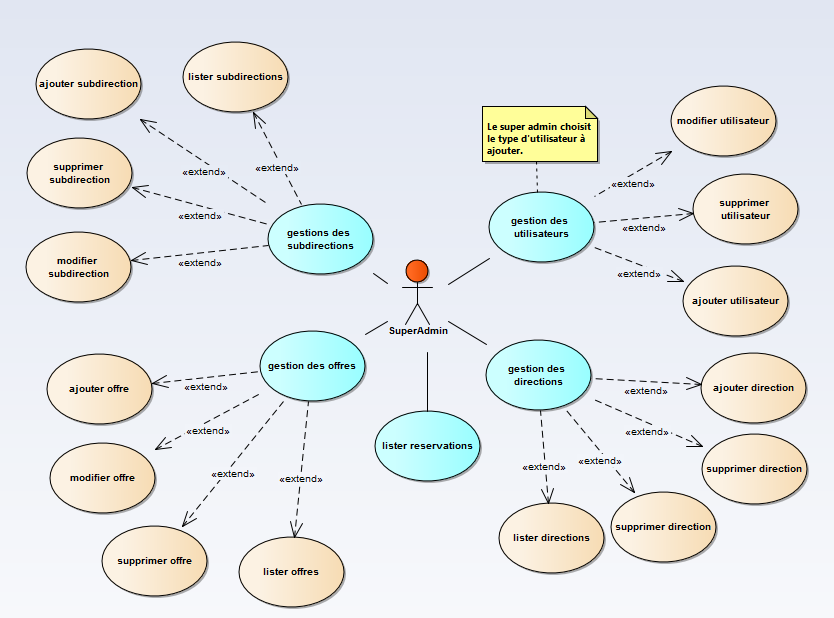 ajouter subdirection
lister subdirections
«extend»
«extend»
supprimer
subdirection
«extend»
modifier
subdirection
«extend»
gestions des
subdirections
Le super admin choisit
le type d'utilisateur à
ajouter.
gestion des
utilisateurs
modifier utilisateur
«extend»
supprimer
utilisateur
«extend»
«extend»
ajouter utilisateur
SuperAdmin
gestion des offres
ajouter offre
«extend»
modifier offre
«extend»
«extend»
«extend»
supprimer offre
lister offres
lister reservations
gestion des
directions
«extend»
ajouter direction
«extend»
supprimer direction
«extend»
«extend»
lister directions
supprimer direction